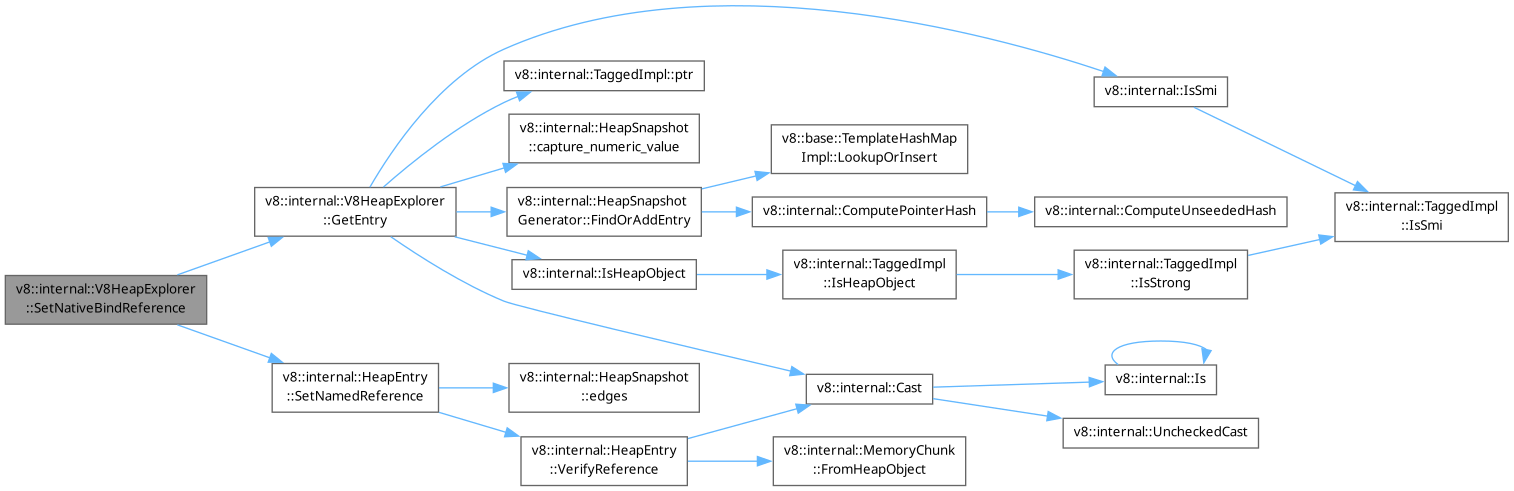 v8::internal::V8HeapExplorer
::SetNativeBindReference
v8::internal::V8HeapExplorer
::GetEntry
v8::internal::TaggedImpl::ptr
v8::internal::HeapSnapshot
::capture_numeric_value
v8::internal::HeapSnapshot
Generator::FindOrAddEntry
v8::internal::IsHeapObject
v8::internal::HeapEntry
::SetNamedReference
v8::internal::HeapSnapshot
::edges
v8::internal::HeapEntry
::VerifyReference
v8::base::TemplateHashMap
Impl::LookupOrInsert
v8::internal::ComputePointerHash
v8::internal::TaggedImpl
::IsHeapObject
v8::internal::Cast
v8::internal::MemoryChunk
::FromHeapObject
v8::internal::IsSmi
v8::internal::ComputeUnseededHash
v8::internal::TaggedImpl
::IsStrong
v8::internal::Is
v8::internal::UncheckedCast
v8::internal::TaggedImpl
::IsSmi